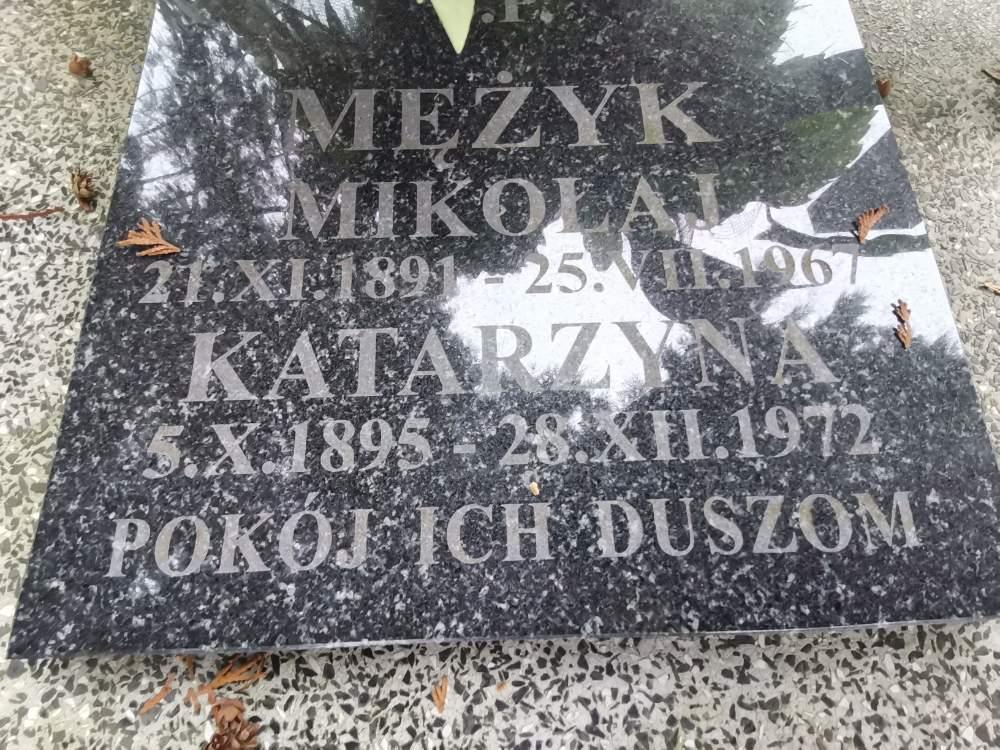 .P.
MĘŻYK
MIKOŁAJ
21.XI.1891 - 25.VII.1967
KATARZYNA
5.X.1895 - 28.XII.1972
POKÓJ ICH DUSZOM